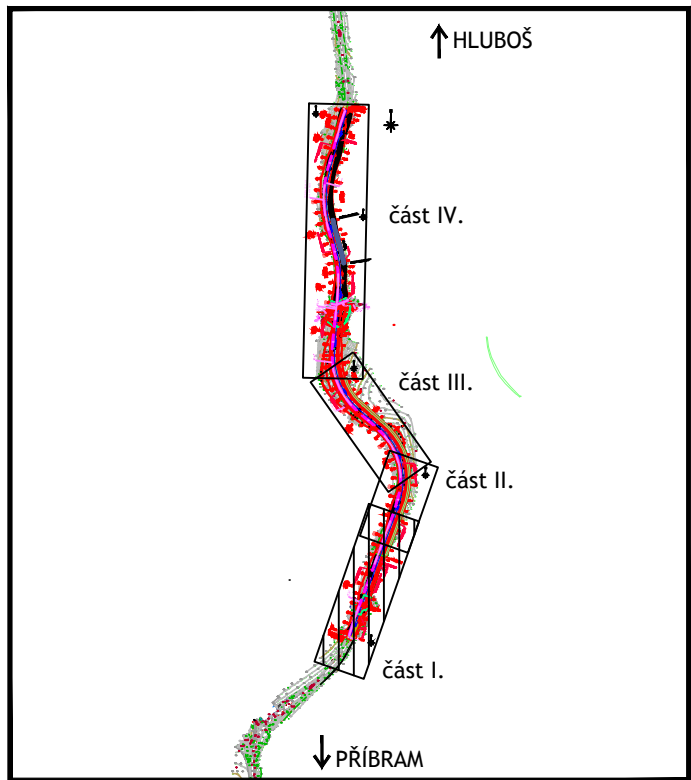 HLUBOŠ
část IV.
část III.
část II.
část I.
PŘÍBRAM